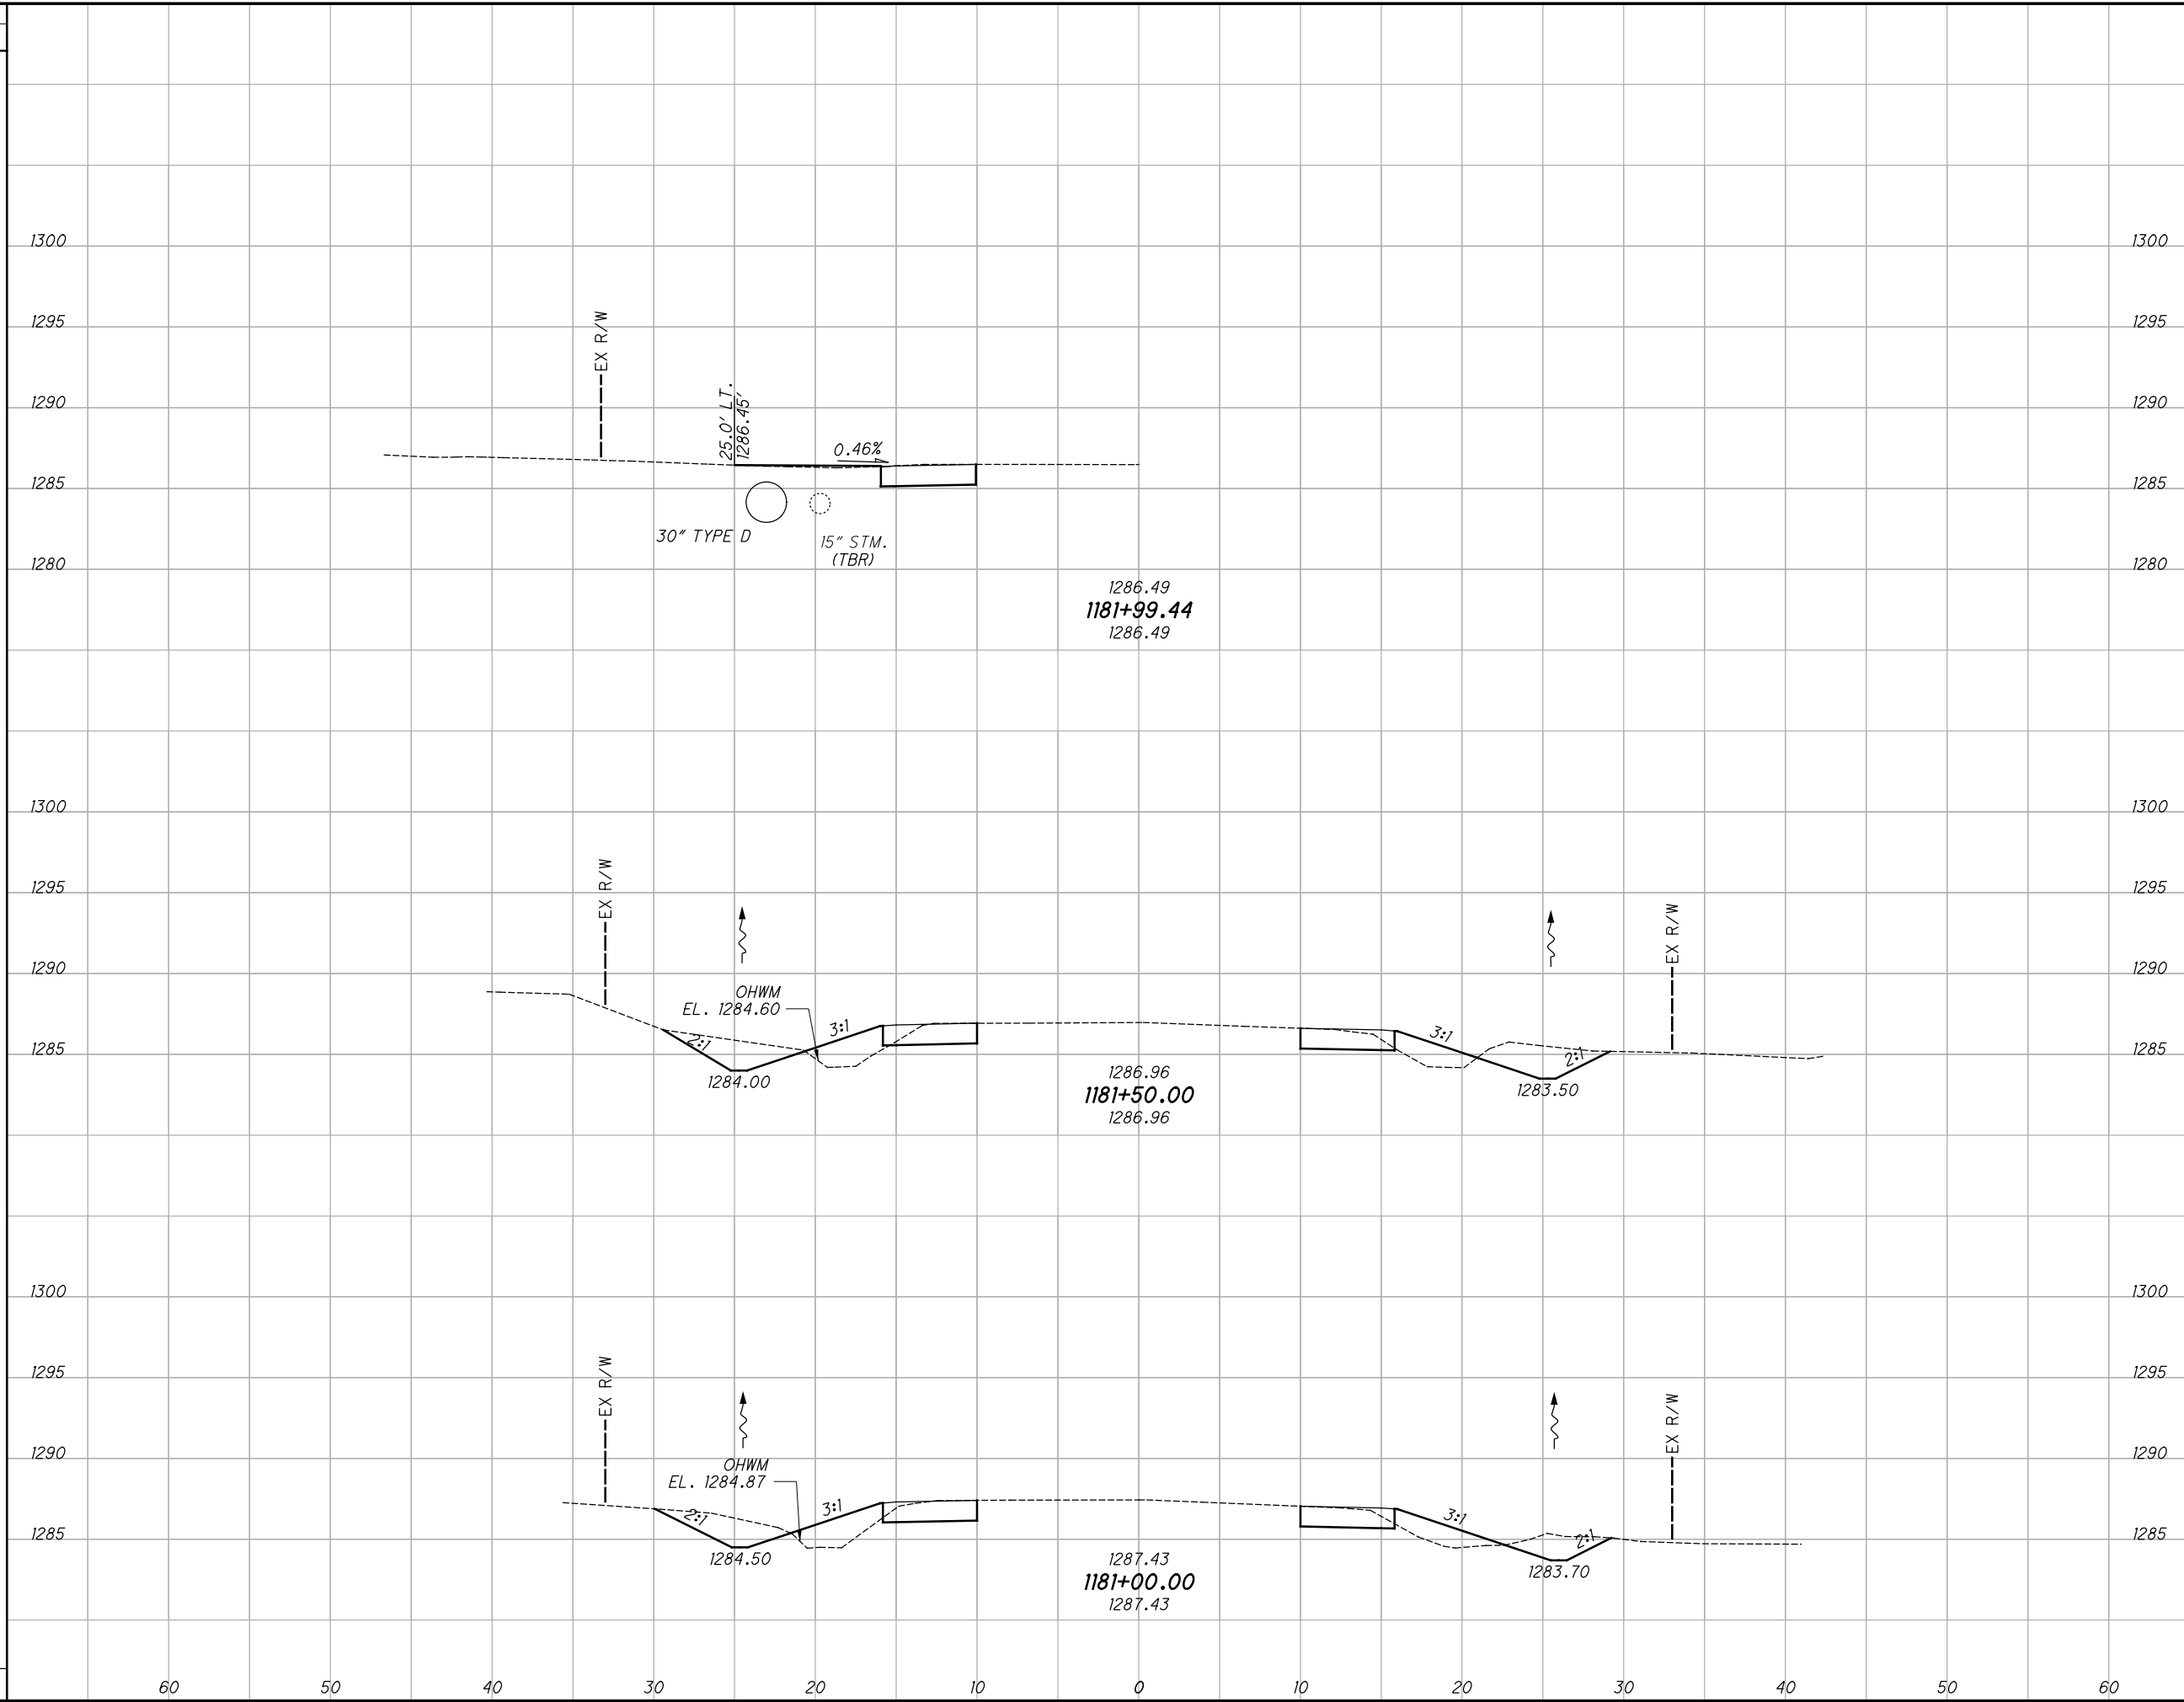 1300 1300
EX R/W
1295 1295
25.0' LT.
1286.45'
1290 1290
0.46%
1285 1285
30" TYPE D
15" STM.
(TBR)
1280 1280
1286.49
1181+99.44
1286.49
1300 1300
EX R/W
1295 1295
EX R/W
1290 1290
OHWM
EL. 1284.60
2:1
3:1
3:1
2:1
1285 1285
1284.00
1286.96
1283.50
1181+50.00
1286.96
1300 1300
EX R/W
1295 1295
EX R/W
1290 1290
OHWM
EL. 1284.87
2:1
3:1
3:1
2:1
1285 1285
1284.50
1287.43
1283.70
1181+00.00
1287.43
60 50 40 30 20 10 0 10 20 30 40 50 60